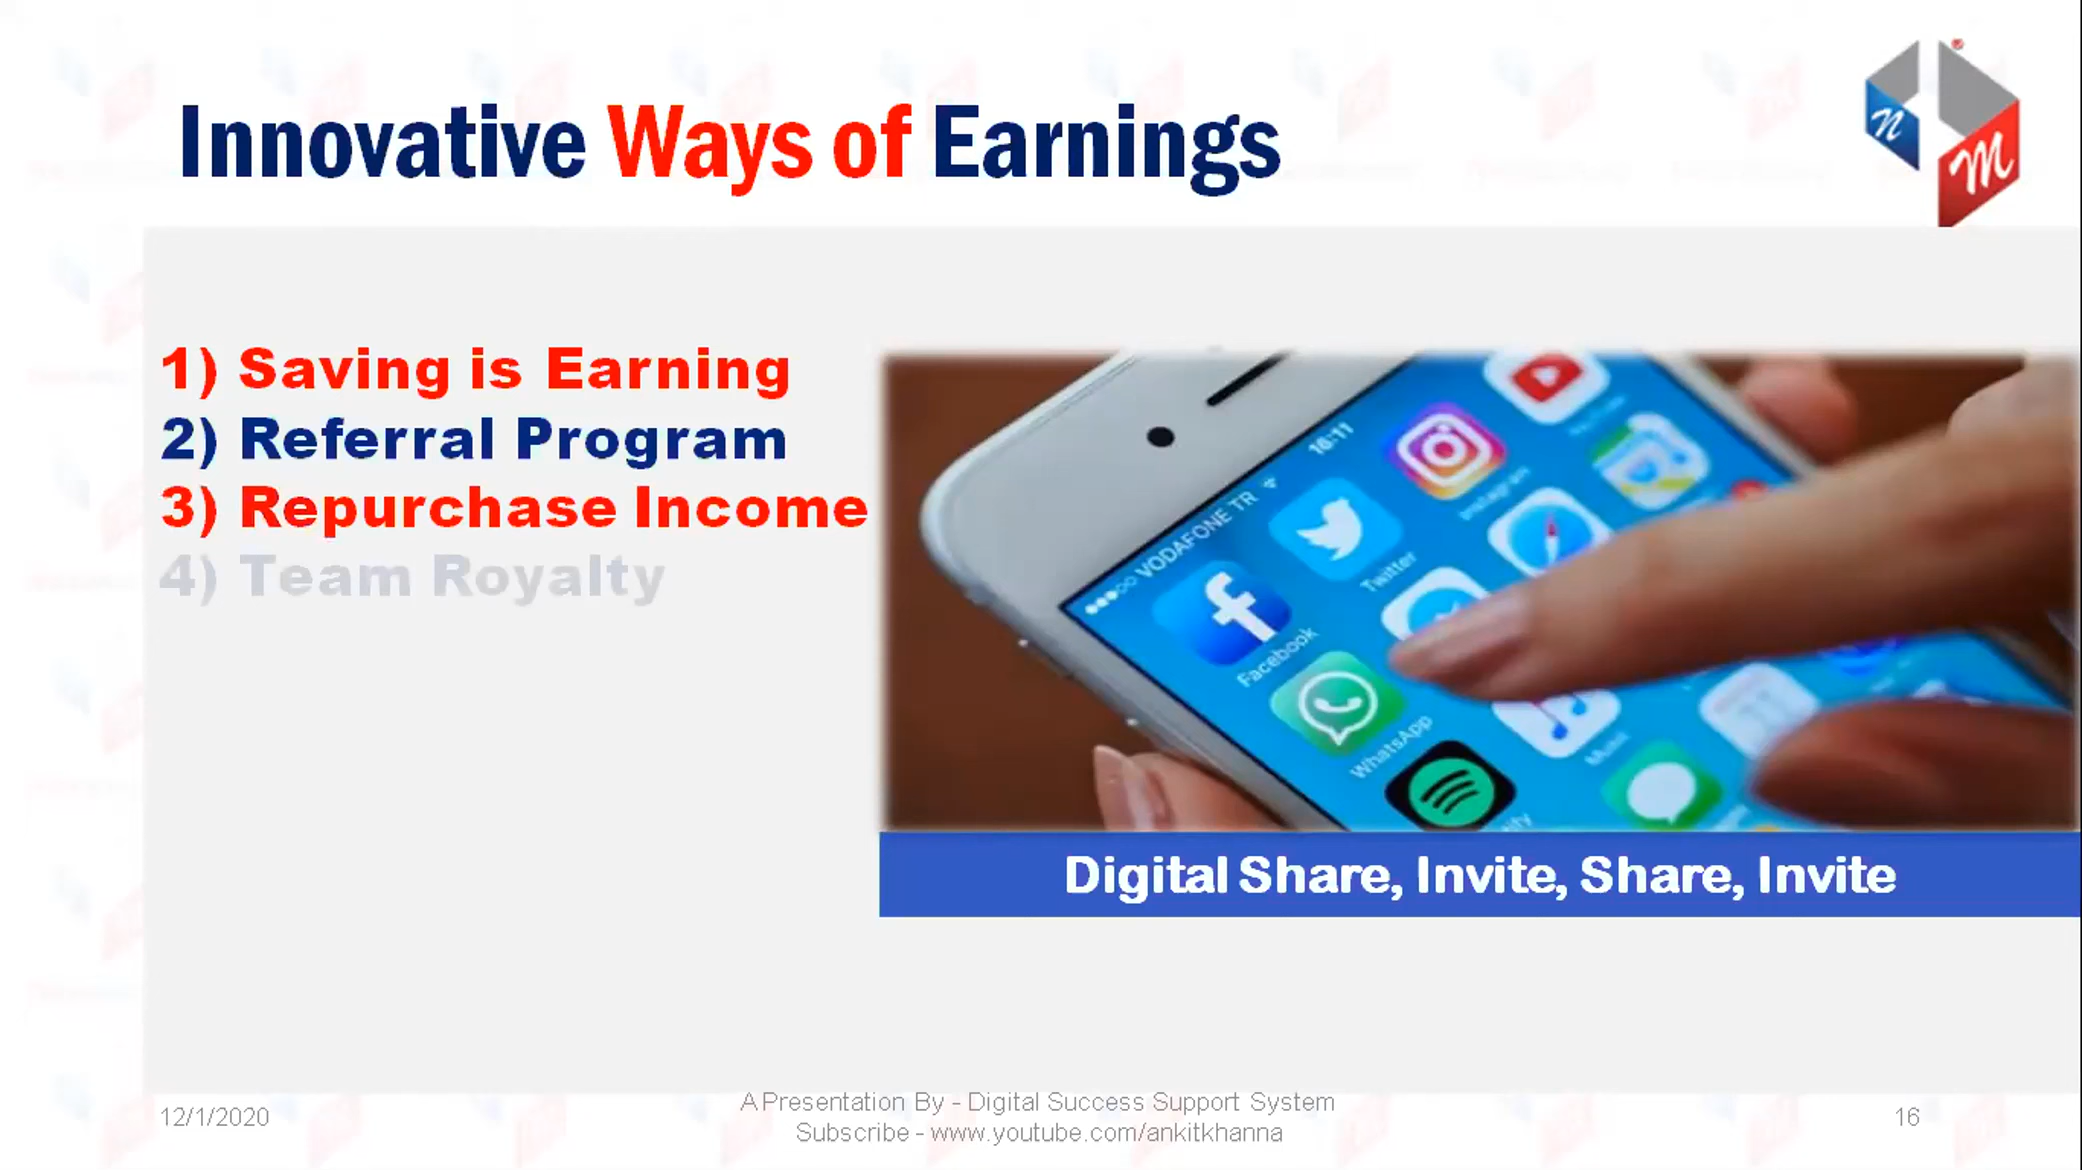 Innovative Ways of Earnings
n
M
1) Saving is Earning
2) Referral Program
3) Repurchase Income
4) Team Royalty
VODAFONE TR
16:11
Instagram
Twitter
Facebook
WhatsApp
Music
Digital Share, Invite, Share, Invite
12/1/2020
A Presentation By - Digital Success Support System
Subscribe - www.youtube.com/ankitkhanna
16